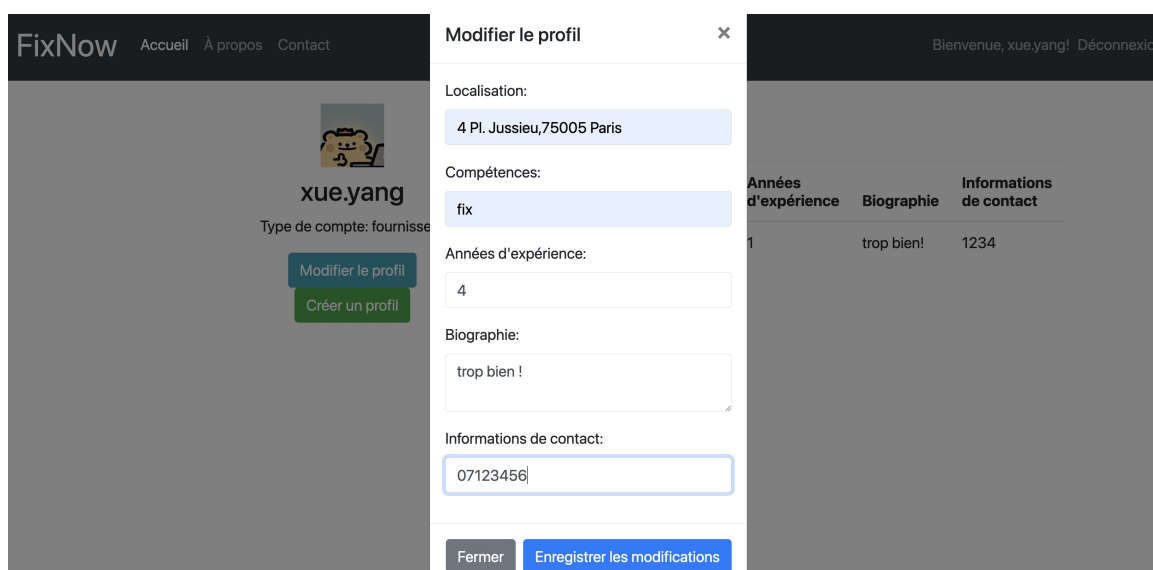 FixNow Accueil À propos Contact
Bienvenue, xue.yang!
xue.yang
Type de compte:
Modifier le profil
Créer un profil
Années
d'expérience Biographie Informations
de contact
1 trop bien! 1234
Modifier le profil ×
Localisation:
4 Pl. Jussieu,75005 Paris
Compétences:
fix
Années d'expérience:
4
Biographie:
trop bien !
Informations de contact:
07123456
Fermer Enregistrer les modifications